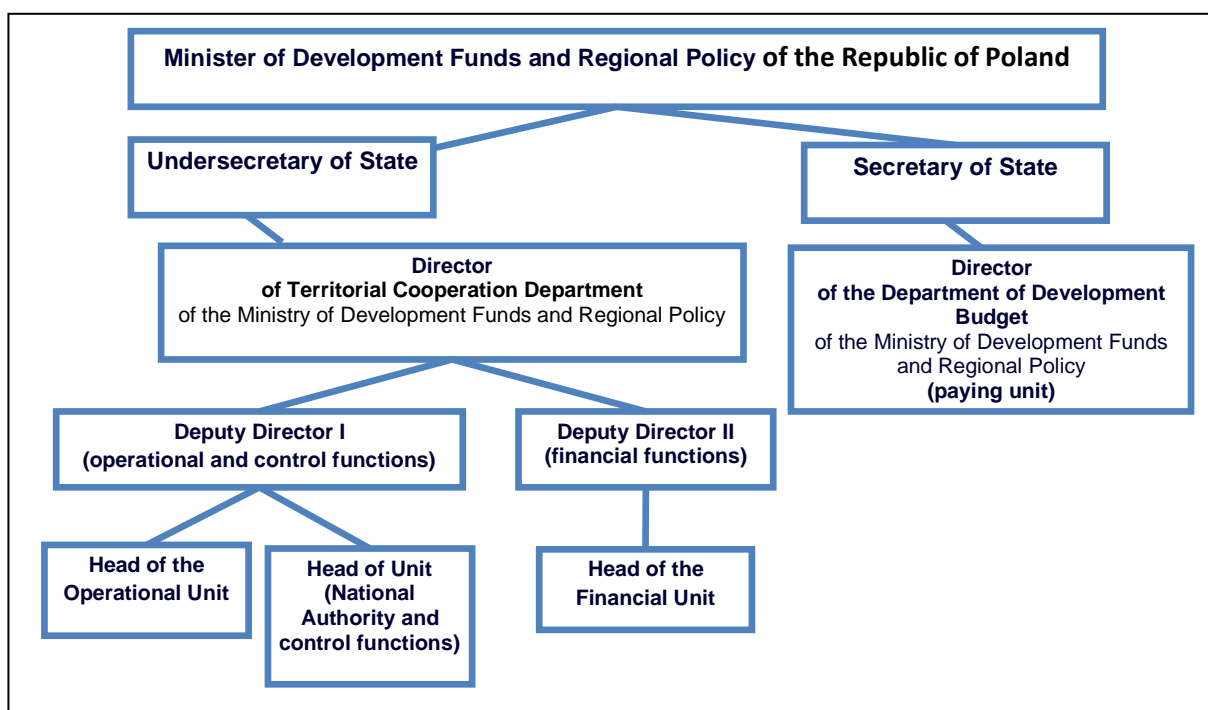 Minister of Development Funds and Regional Policy of the Republic of Poland
Undersecretary of State
Secretary of State
Director
of Territorial Cooperation Department
of the Ministry of Development Funds and Regional Policy
Director
of the Department of Development
Budget
of the Ministry of Development Funds
and Regional Policy
(paying unit)
Deputy Director I
(operational and control functions)
Deputy Director II
(financial functions)
Head of the
Operational Unit
Head of Unit
(National
Authority and
control functions)
Head of the
Financial Unit